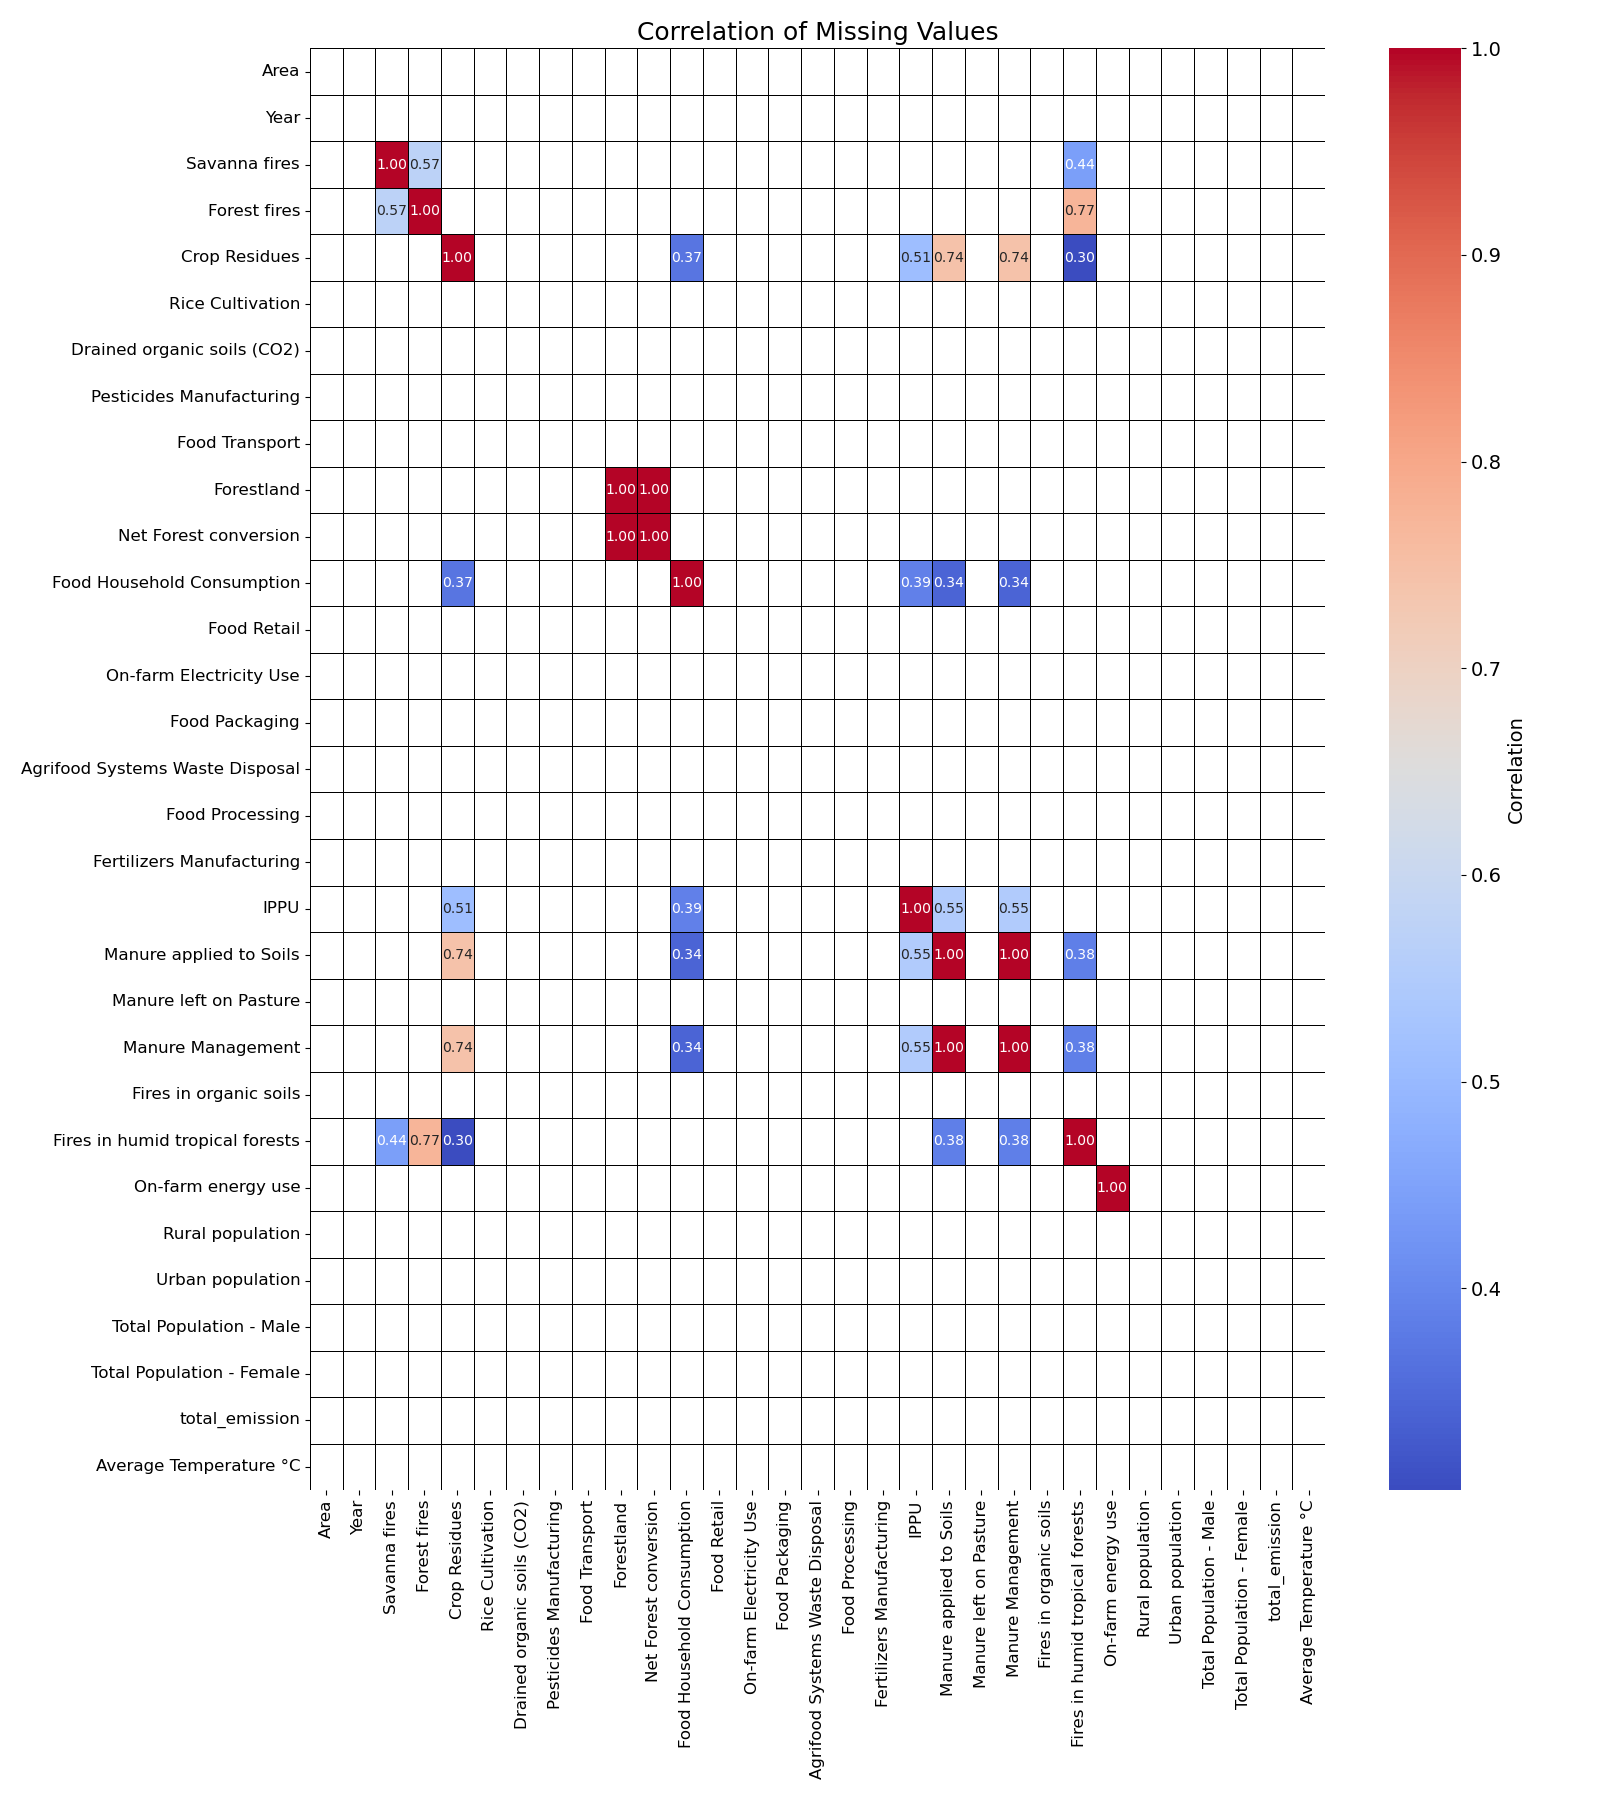 Correlation of Missing Values
Area
Year
Savanna fires 1.00 0.57 0.44
Forest fires 0.57 1.00 0.77
Crop Residues 1.00 0.37 0.51 0.74 0.74 0.30
Rice Cultivation
Drained organic soils (CO2)
Pesticides Manufacturing
Food Transport
Forestland 1.00 1.00
Net Forest conversion 1.00 1.00
Food Household Consumption 0.37 1.00 0.39 0.34 0.34
Food Retail
On-farm Electricity Use
Food Packaging
Agrifood Systems Waste Disposal
Food Processing
Fertilizers Manufacturing
IPPU 0.51 0.39 1.00 0.55 0.55
Manure applied to Soils 0.74 0.34 0.55 1.00 1.00 0.38
Manure left on Pasture
Manure Management 0.74 0.34 0.55 1.00 1.00 0.38
Fires in organic soils
Fires in humid tropical forests 0.44 0.77 0.30 0.38 0.38 1.00
On-farm energy use 1.00
Rural population
Urban population
Total Population - Male
Total Population - Female
total_emission
Average Temperature °C
Area
Year
Savanna fires
Forest fires
Crop Residues
Rice Cultivation
Drained organic soils (CO2)
Pesticides Manufacturing
Food Transport
Forestland
Net Forest conversion
Food Household Consumption
Food Retail
On-farm Electricity Use
Food Packaging
Agrifood Systems Waste Disposal
Food Processing
Fertilizers Manufacturing
IPPU
Manure applied to Soils
Manure left on Pasture
Manure Management
Fires in organic soils
Fires in humid tropical forests
On-farm energy use
Rural population
Urban population
Total Population - Male
Total Population - Female
total_emission
Average Temperature °C
1.0
0.9
0.8
0.7
0.6
0.5
0.4
Correlation